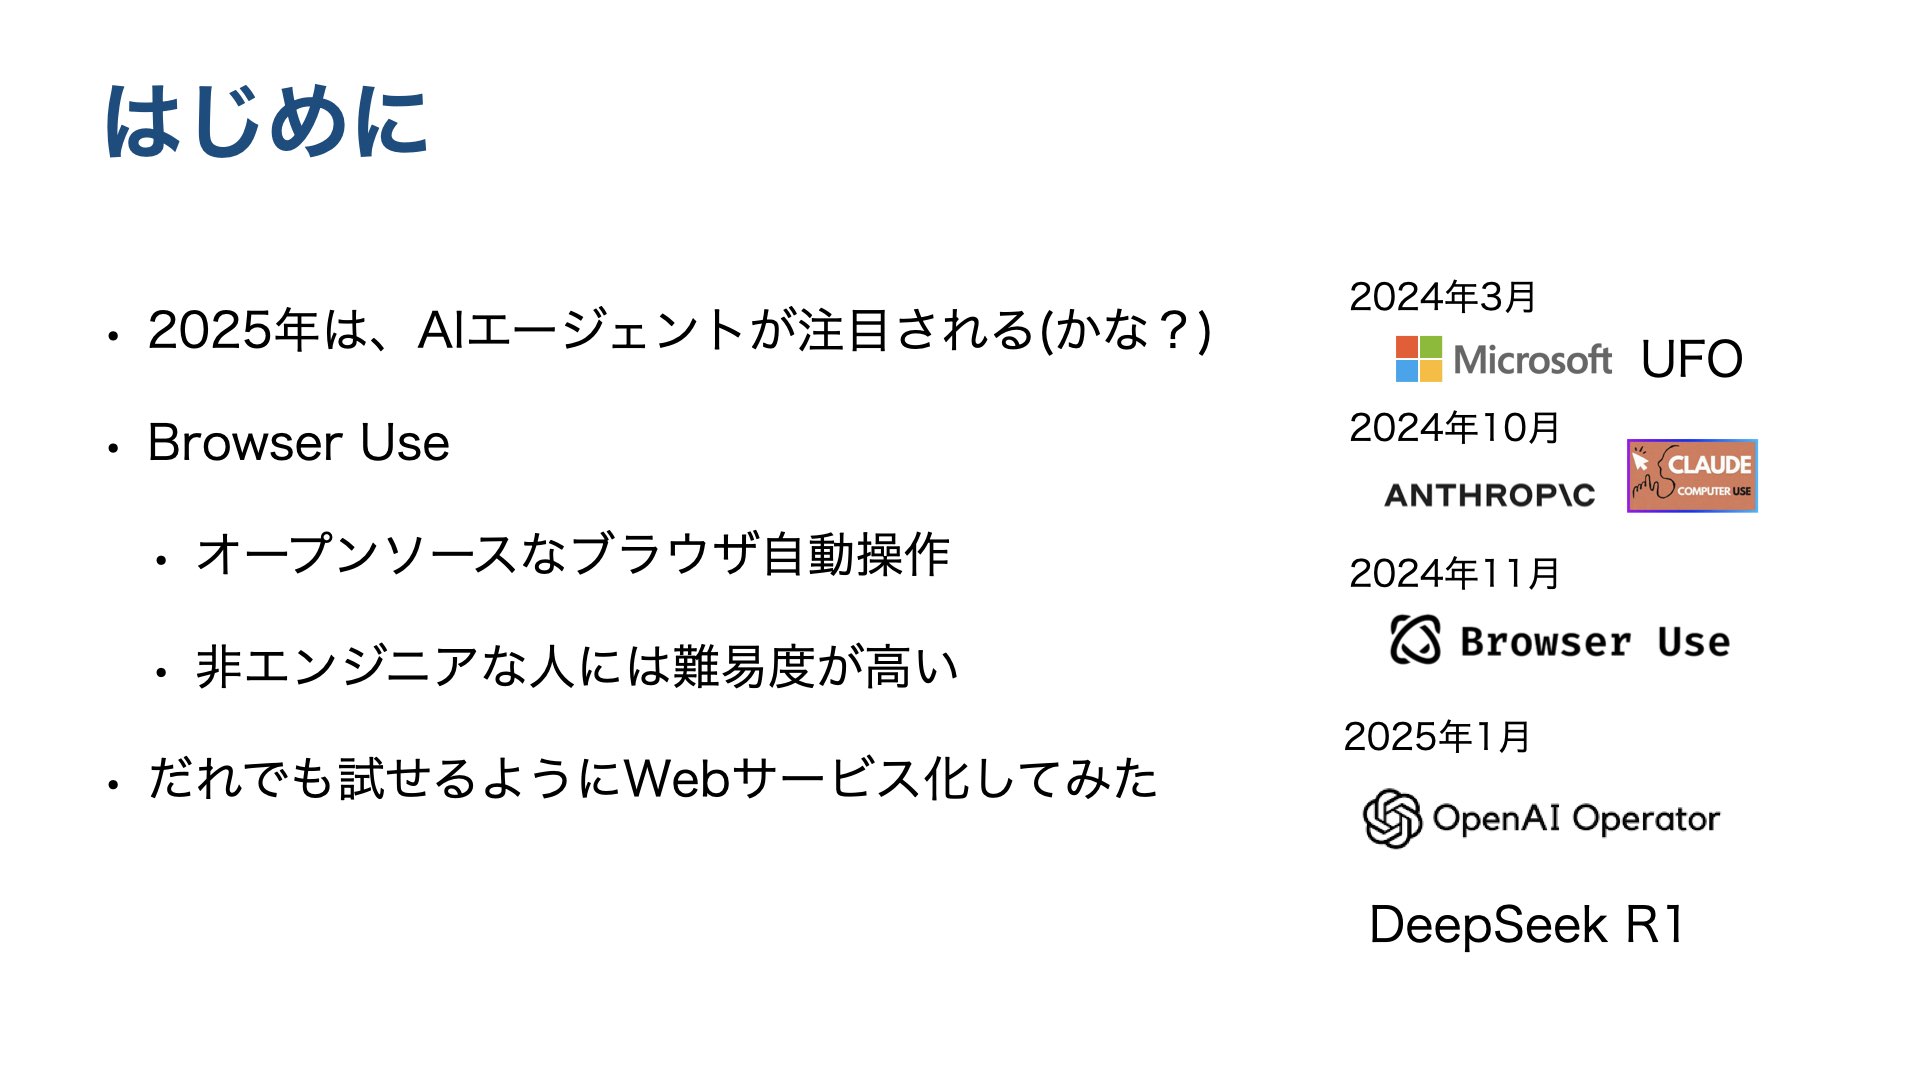 はじめに
・ 2025年は、AIエージェントが注目される(かな？)
・ Browser Use
・ オープンソースなブラウザ自動操作
・ 非エンジニアな人には難易度が高い
・ だれでも試せるようにWebサービス化してみた
2024年3月
Microsoft UFO
2024年10月
ANTHROP\C
CLAUDE
COMPUTER USE
2024年11月
Browser Use
2025年1月
OpenAI Operator
DeepSeek R1